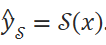 ŷ_𝒮 = 𝒮(x).